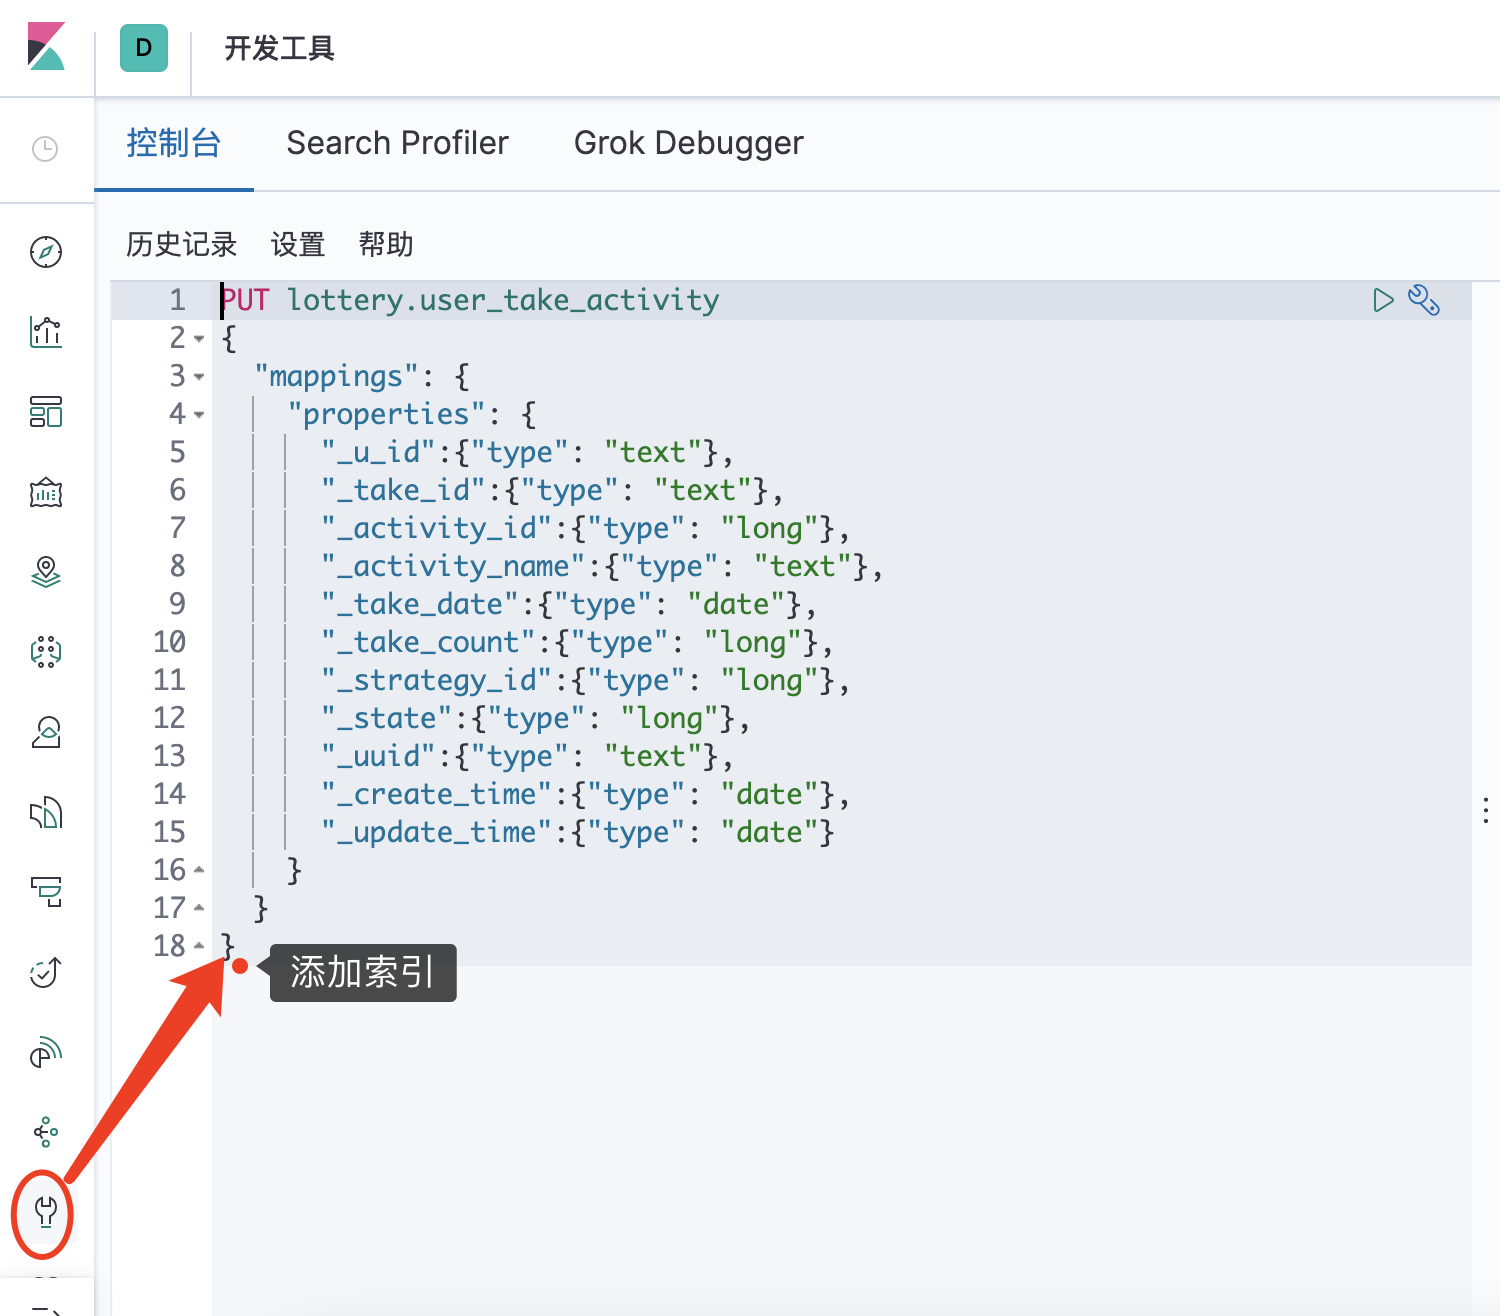 D
开发工具
控制台 Search Profiler Grok Debugger
历史记录 设置 帮助
1 PUT lottery.user_take_activity
2 {
3 "mappings": {
4 "properties": {
5 "_u_id":{"type": "text"},
6 "_take_id":{"type": "text"},
7 "_activity_id":{"type": "long"},
8 "_activity_name":{"type": "text"},
9 "_take_date":{"type": "date"},
10 "_take_count":{"type": "long"},
11 "_strategy_id":{"type": "long"},
12 "_state":{"type": "long"},
13 "_uuid":{"type": "text"},
14 "_create_time":{"type": "date"},
15 "_update_time":{"type": "date"}
16 }
17 }
18 }
添加索引